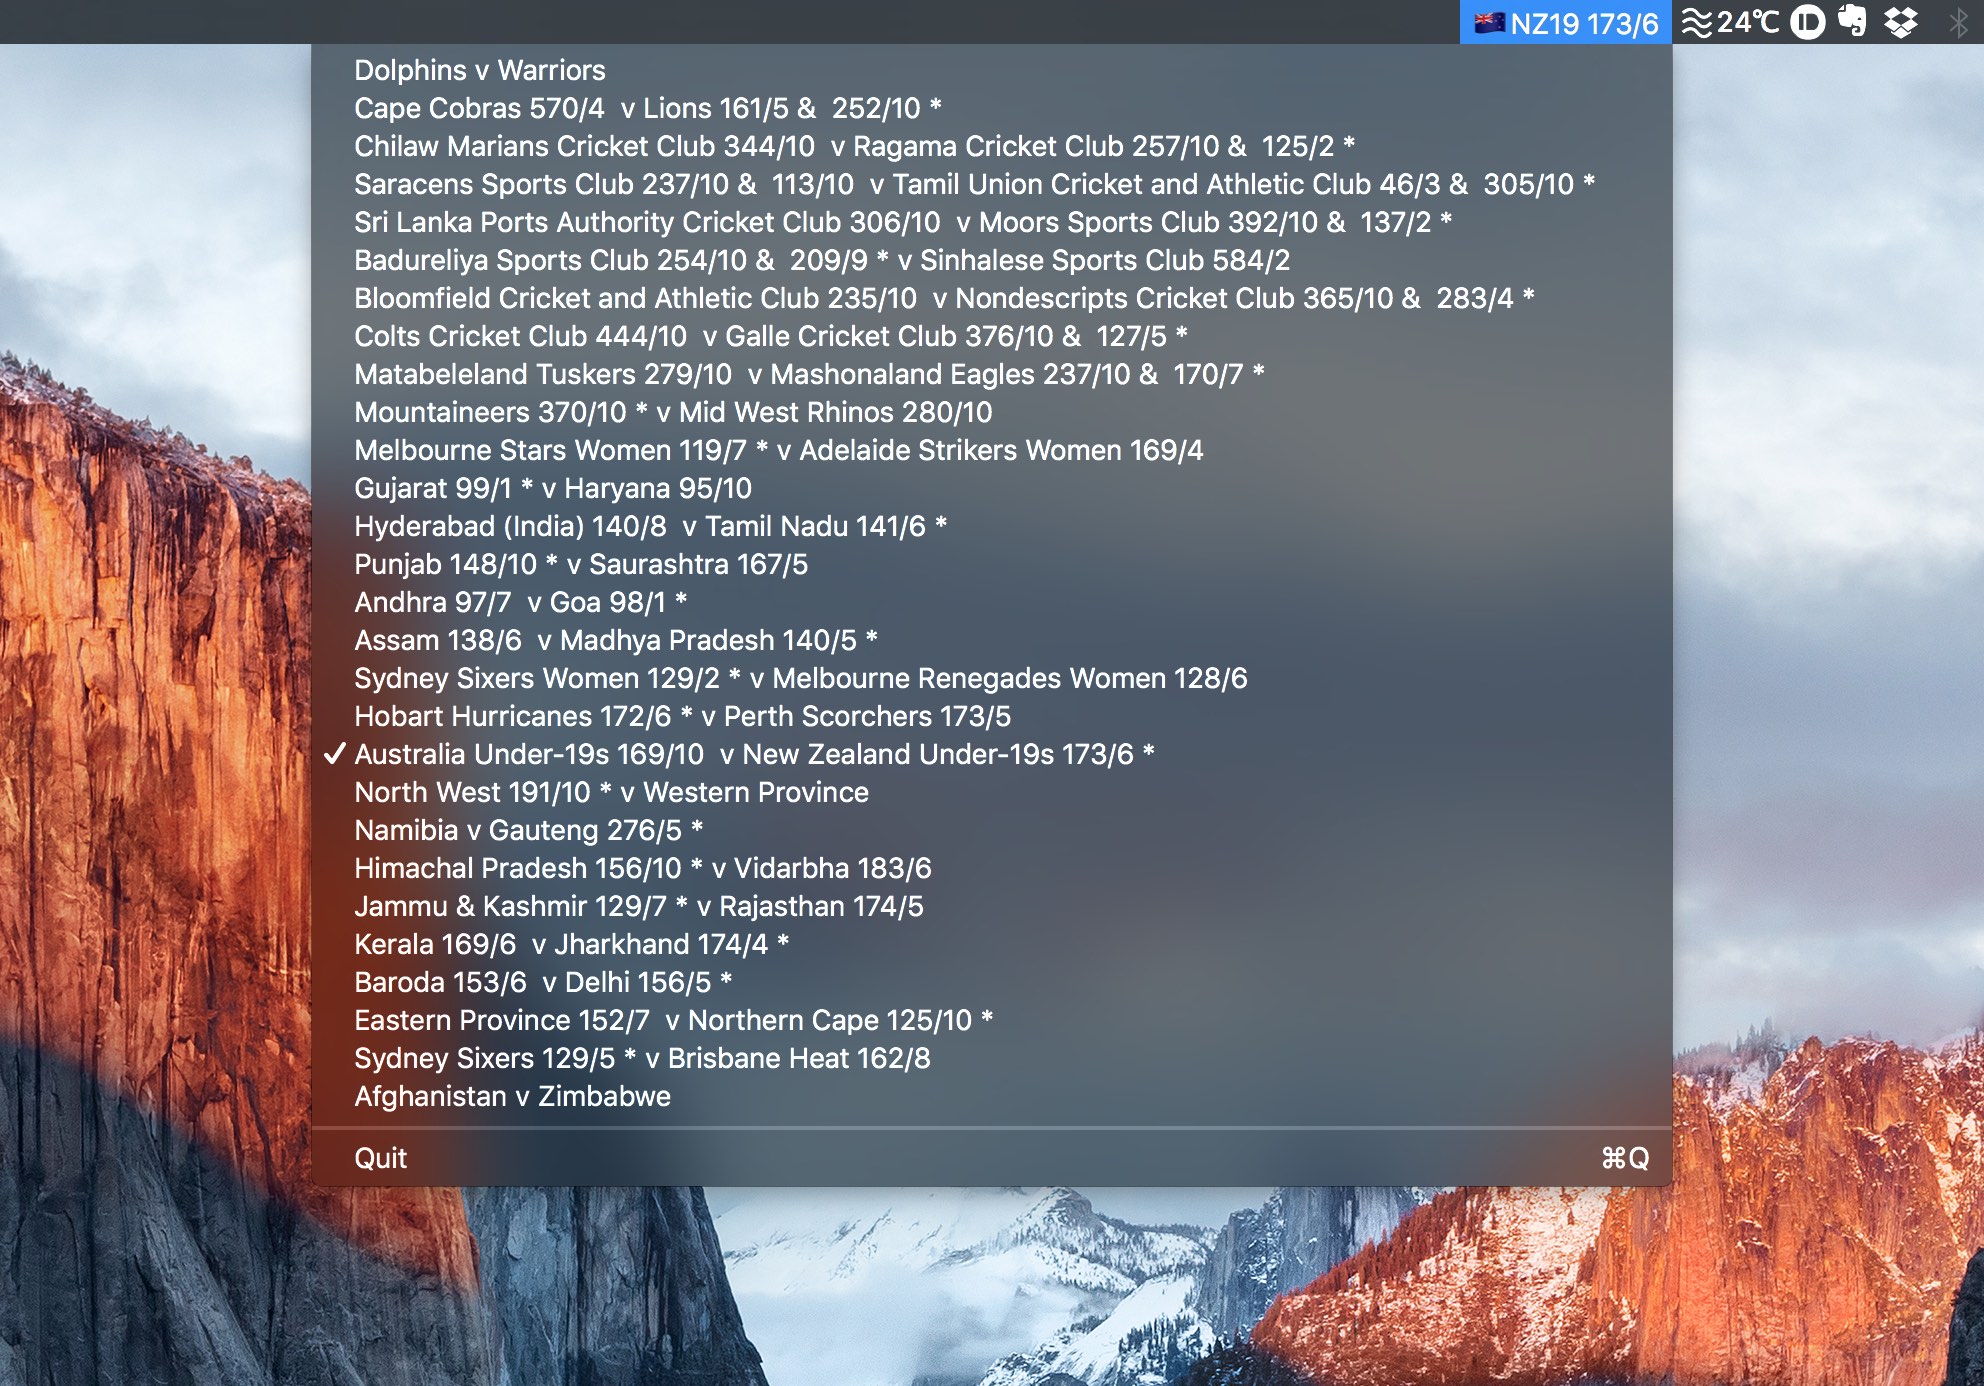 NZ19 173/6 24℃
Dolphins v Warriors
Cape Cobras 570/4  v Lions 161/5 &  252/10 *
Chilaw Marians Cricket Club 344/10  v Ragama Cricket Club 257/10 &  125/2 *
Saracens Sports Club 237/10 &  113/10  v Tamil Union Cricket and Athletic Club 46/3 &  305/10 *
Sri Lanka Ports Authority Cricket Club 306/10  v Moors Sports Club 392/10 &  137/2 *
Badureliya Sports Club 254/10 &  209/9 * v Sinhalese Sports Club 584/2
Bloomfield Cricket and Athletic Club 235/10  v Nondescripts Cricket Club 365/10 &  283/4 *
Colts Cricket Club 444/10  v Galle Cricket Club 376/10 &  127/5 *
Matabeleland Tuskers 279/10  v Mashonaland Eagles 237/10 &  170/7 *
Mountaineers 370/10 * v Mid West Rhinos 280/10
Melbourne Stars Women 119/7 * v Adelaide Strikers Women 169/4
Gujarat 99/1 * v Haryana 95/10
Hyderabad (India) 140/8  v Tamil Nadu 141/6 *
Punjab 148/10 * v Saurashtra 167/5
Andhra 97/7  v Goa 98/1 *
Assam 138/6  v Madhya Pradesh 140/5 *
Sydney Sixers Women 129/2 * v Melbourne Renegades Women 128/6
Hobart Hurricanes 172/6 * v Perth Scorchers 173/5
✓ Australia Under-19s 169/10  v New Zealand Under-19s 173/6 *
North West 191/10 * v Western Province
Namibia v Gauteng 276/5 *
Himachal Pradesh 156/10 * v Vidarbha 183/6
Jammu & Kashmir 129/7 * v Rajasthan 174/5
Kerala 169/6  v Jharkhand 174/4 *
Baroda 153/6  v Delhi 156/5 *
Eastern Province 152/7  v Northern Cape 125/10 *
Sydney Sixers 129/5 * v Brisbane Heat 162/8
Afghanistan v Zimbabwe
Quit ⌘Q